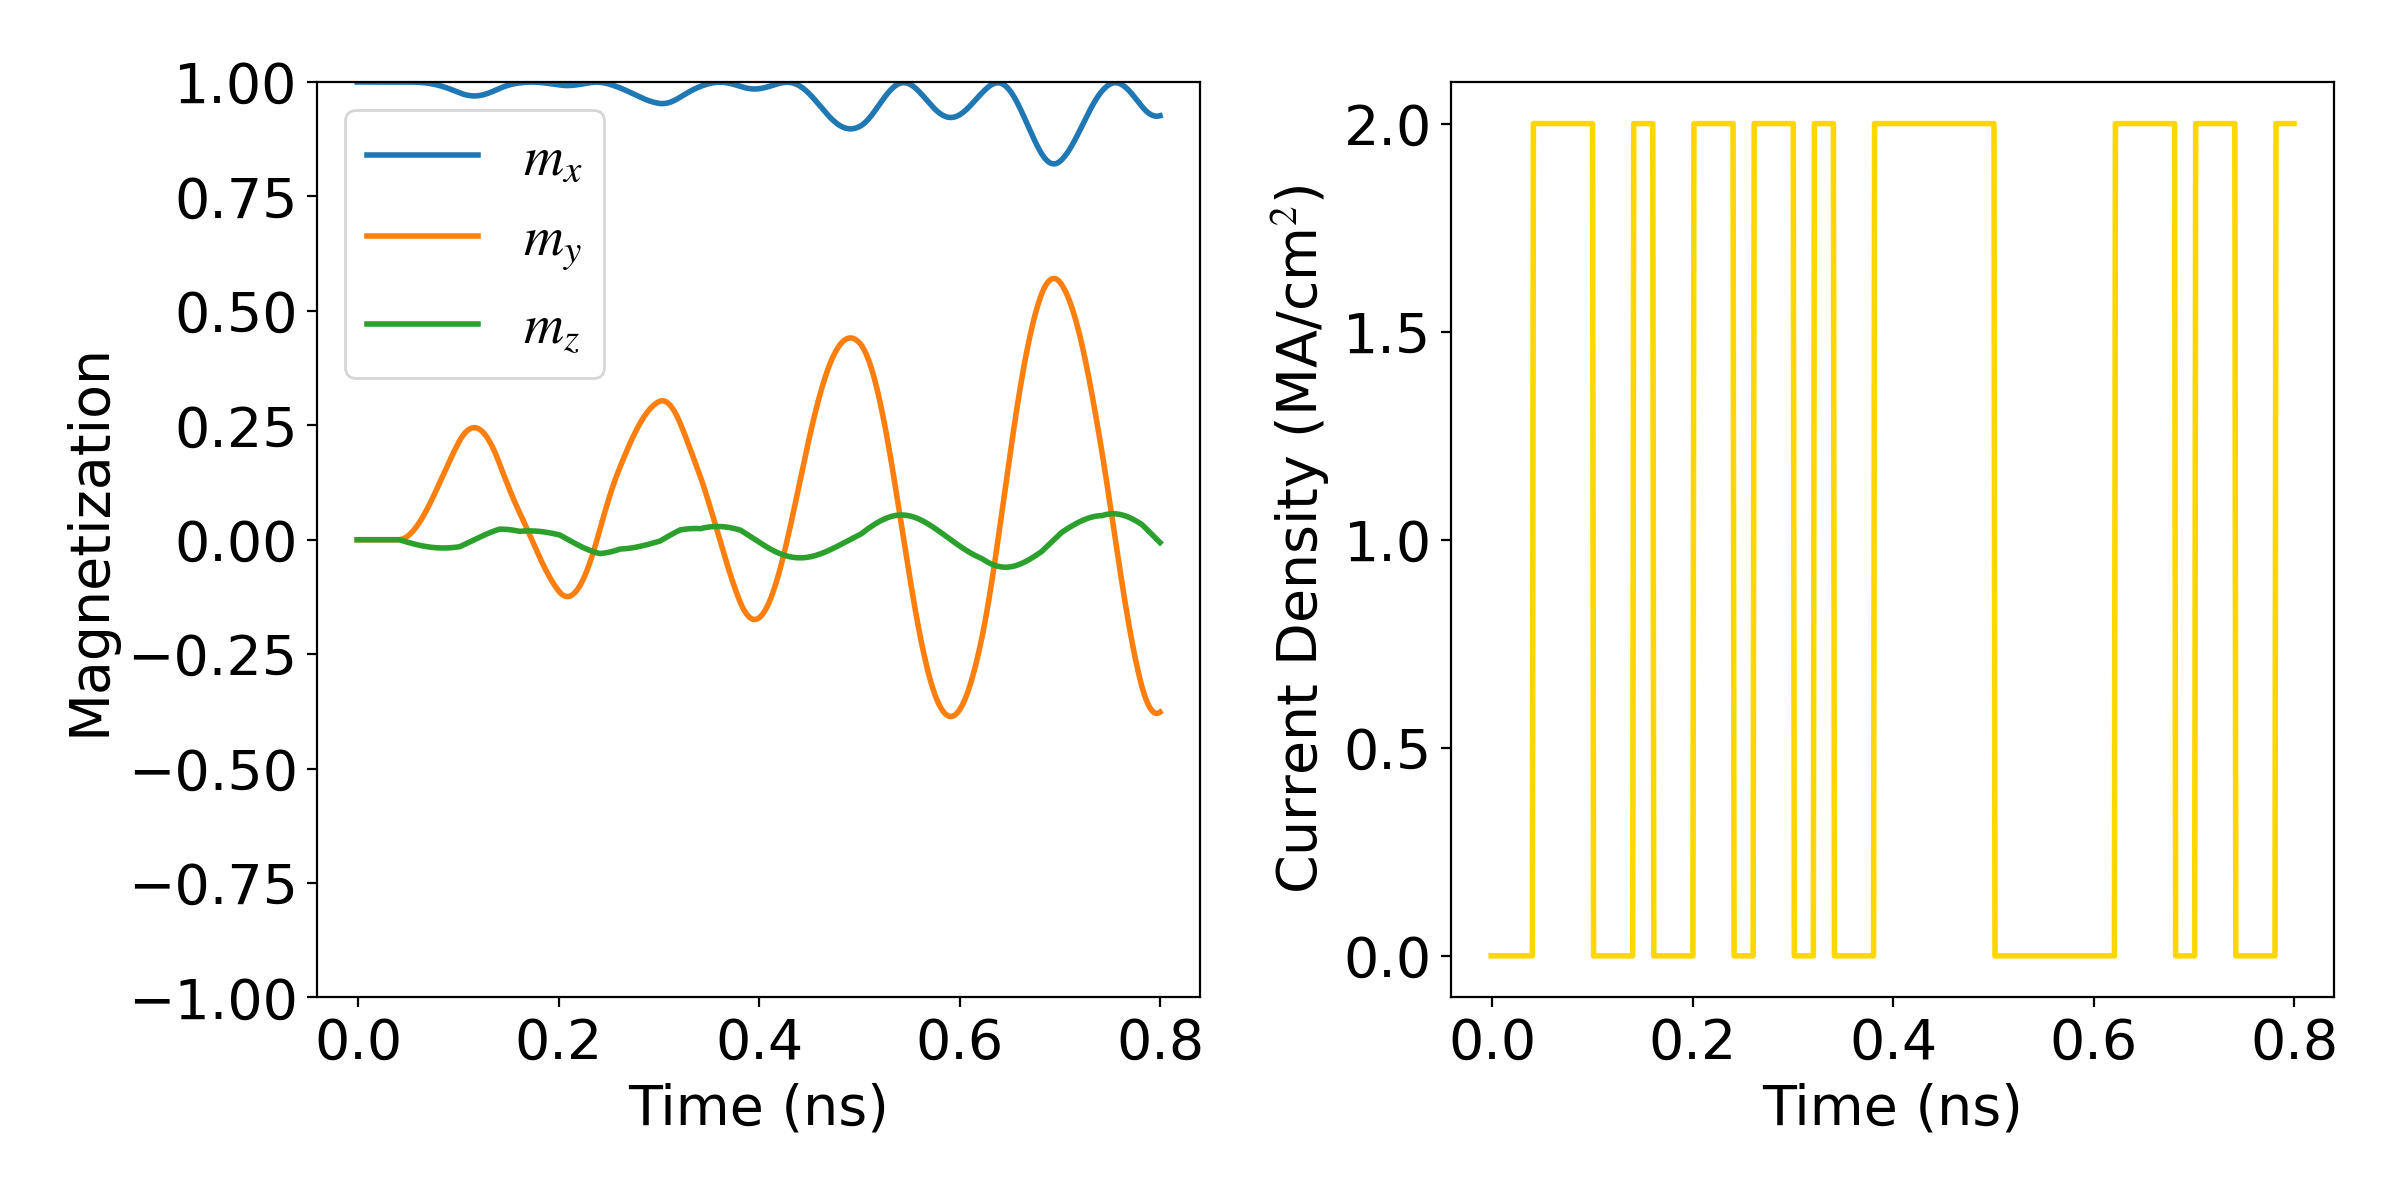 Magnetization
1.00
0.75
0.50
0.25
0.00
−0.25
−0.50
−0.75
−1.00
m_x
m_y
m_z
0.0 0.2 0.4 0.6 0.8
Time (ns)
Current Density (MA/cm²)
2.0
1.5
1.0
0.5
0.0
0.0 0.2 0.4 0.6 0.8
Time (ns)